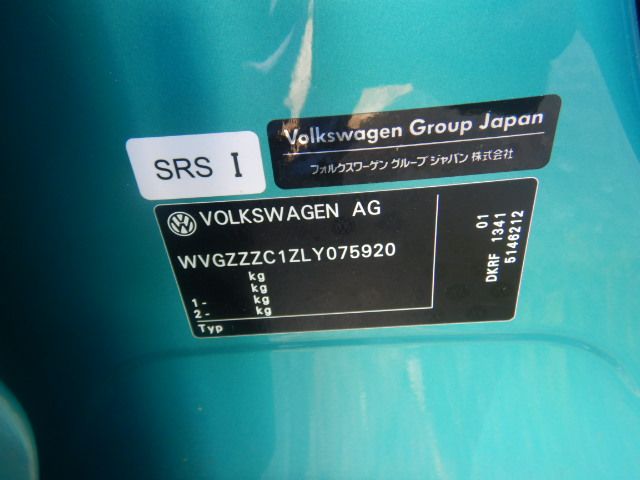 SRS I
Volkswagen Group Japan
フォルクスワーゲン グループ ジャパン 株式会社
VOLKSWAGEN AG
WVGZZZC1ZLY075920
kg
kg
1- kg
2- kg
Typ
01
DKRF 1341
5146212